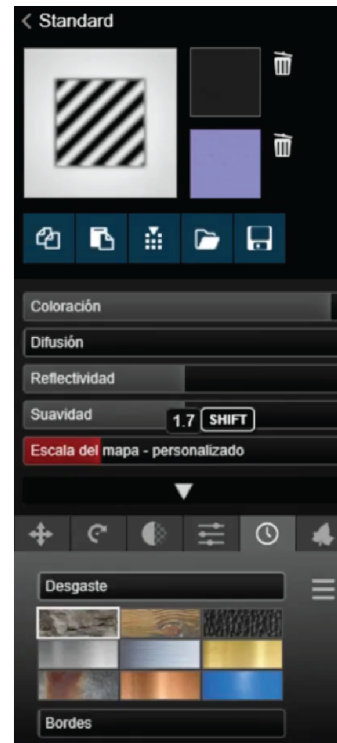 < Standard
Coloración
Difusión
Reflectividad
Suavidad
1.7 SHIFT
Escala del mapa - personalizado
Desgaste
Bordes